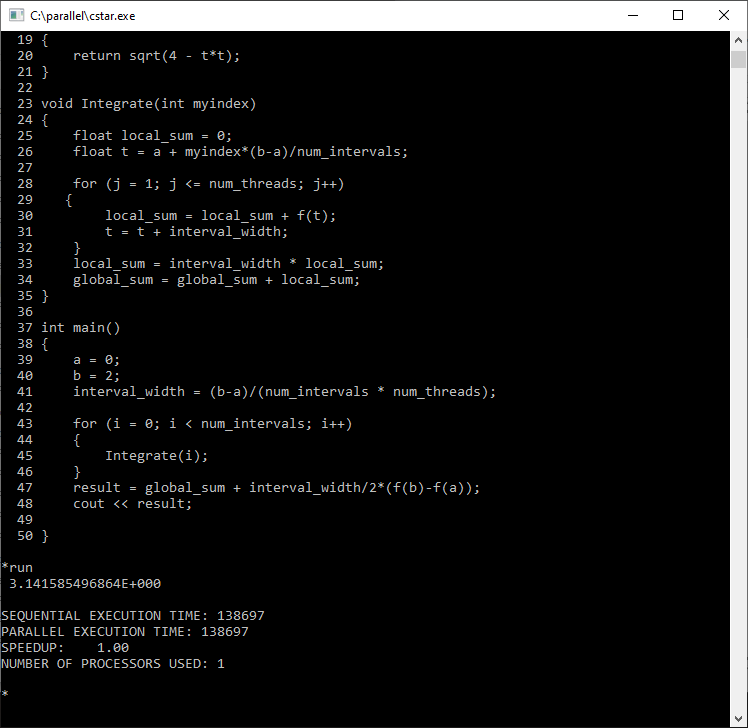 C:\parallel\cstar.exe
19 {
20     return sqrt(4 - t*t);
21 }
22
23 void Integrate(int myindex)
24 {
25     float local_sum = 0;
26     float t = a + myindex*(b-a)/num_intervals;
27
28     for (j = 1; j <= num_threads; j++)
29    {
30         local_sum = local_sum + f(t);
31         t = t + interval_width;
32     }
33     local_sum = interval_width * local_sum;
34     global_sum = global_sum + local_sum;
35 }
36
37 int main()
38 {
39     a = 0;
40     b = 2;
41     interval_width = (b-a)/(num_intervals * num_threads);
42
43     for (i = 0; i < num_intervals; i++)
44     {
45         Integrate(i);
46     }
47     result = global_sum + interval_width/2*(f(b)-f(a));
48     cout << result;
49
50 }
*run
3.141585496864E+000
SEQUENTIAL EXECUTION TIME: 138697
PARALLEL EXECUTION TIME: 138697
SPEEDUP:    1.00
NUMBER OF PROCESSORS USED: 1
*